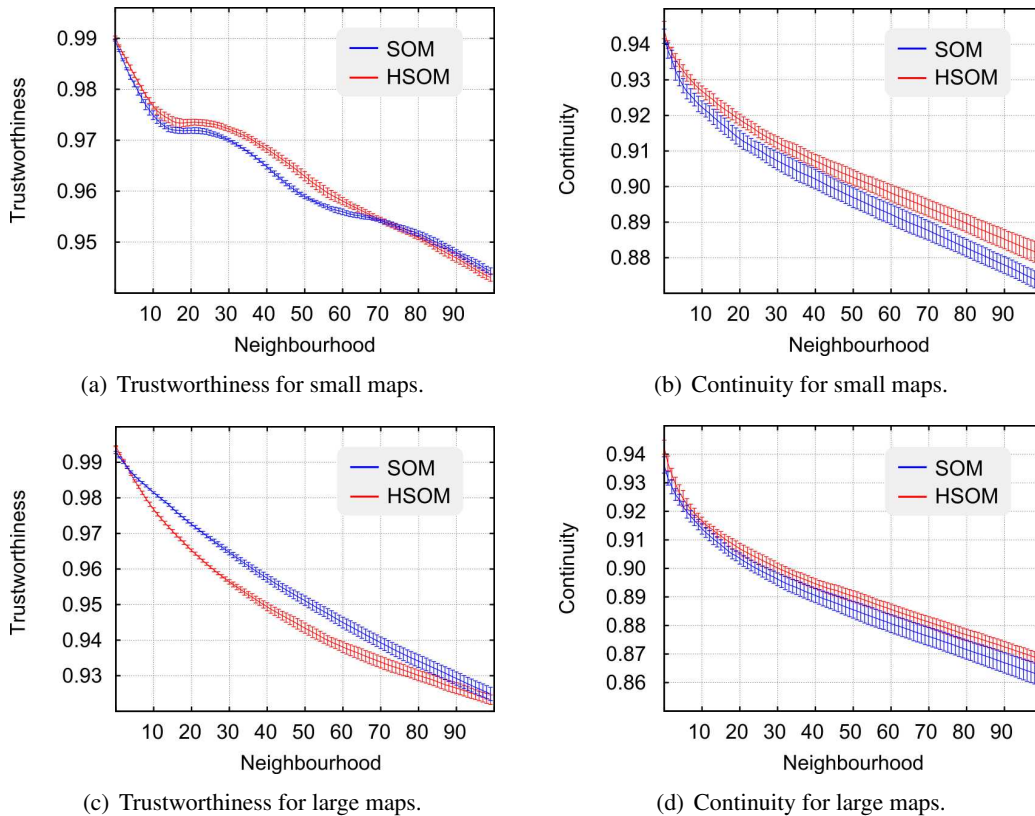 0.99
0.98
0.97
0.96
0.95
Trustworthiness
SOM
HSOM
10 20 30 40 50 60 70 80 90
Neighbourhood
(a) Trustworthiness for small maps.
0.94
0.93
0.92
0.91
0.90
0.89
0.88
Continuity
SOM
HSOM
10 20 30 40 50 60 70 80 90
Neighbourhood
(b) Continuity for small maps.
0.99
0.98
0.97
0.96
0.95
0.94
0.93
Trustworthiness
SOM
HSOM
10 20 30 40 50 60 70 80 90
Neighbourhood
(c) Trustworthiness for large maps.
0.94
0.93
0.92
0.91
0.90
0.89
0.88
0.87
0.86
Continuity
SOM
HSOM
10 20 30 40 50 60 70 80 90
Neighbourhood
(d) Continuity for large maps.